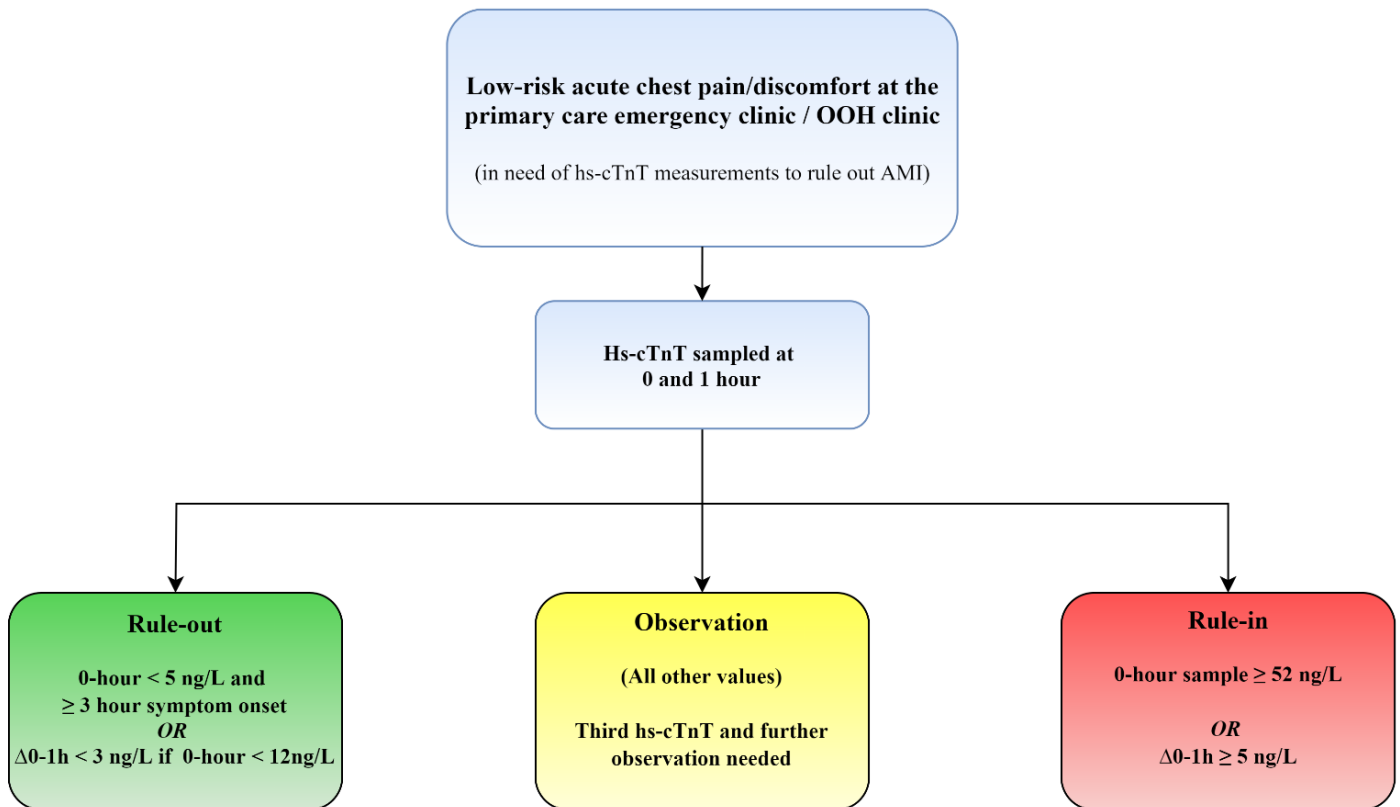 Low-risk acute chest pain/discomfort at the
primary care emergency clinic / OOH clinic
(in need of hs-cTnT measurements to rule out AMI)
Hs-cTnT sampled at
0 and 1 hour
Rule-out
0-hour < 5 ng/L and
≥ 3 hour symptom onset
OR
Δ0-1h < 3 ng/L if 0-hour < 12ng/L
Observation
(All other values)
Third hs-cTnT and further
observation needed
Rule-in
0-hour sample ≥ 52 ng/L
OR
Δ0-1h ≥ 5 ng/L